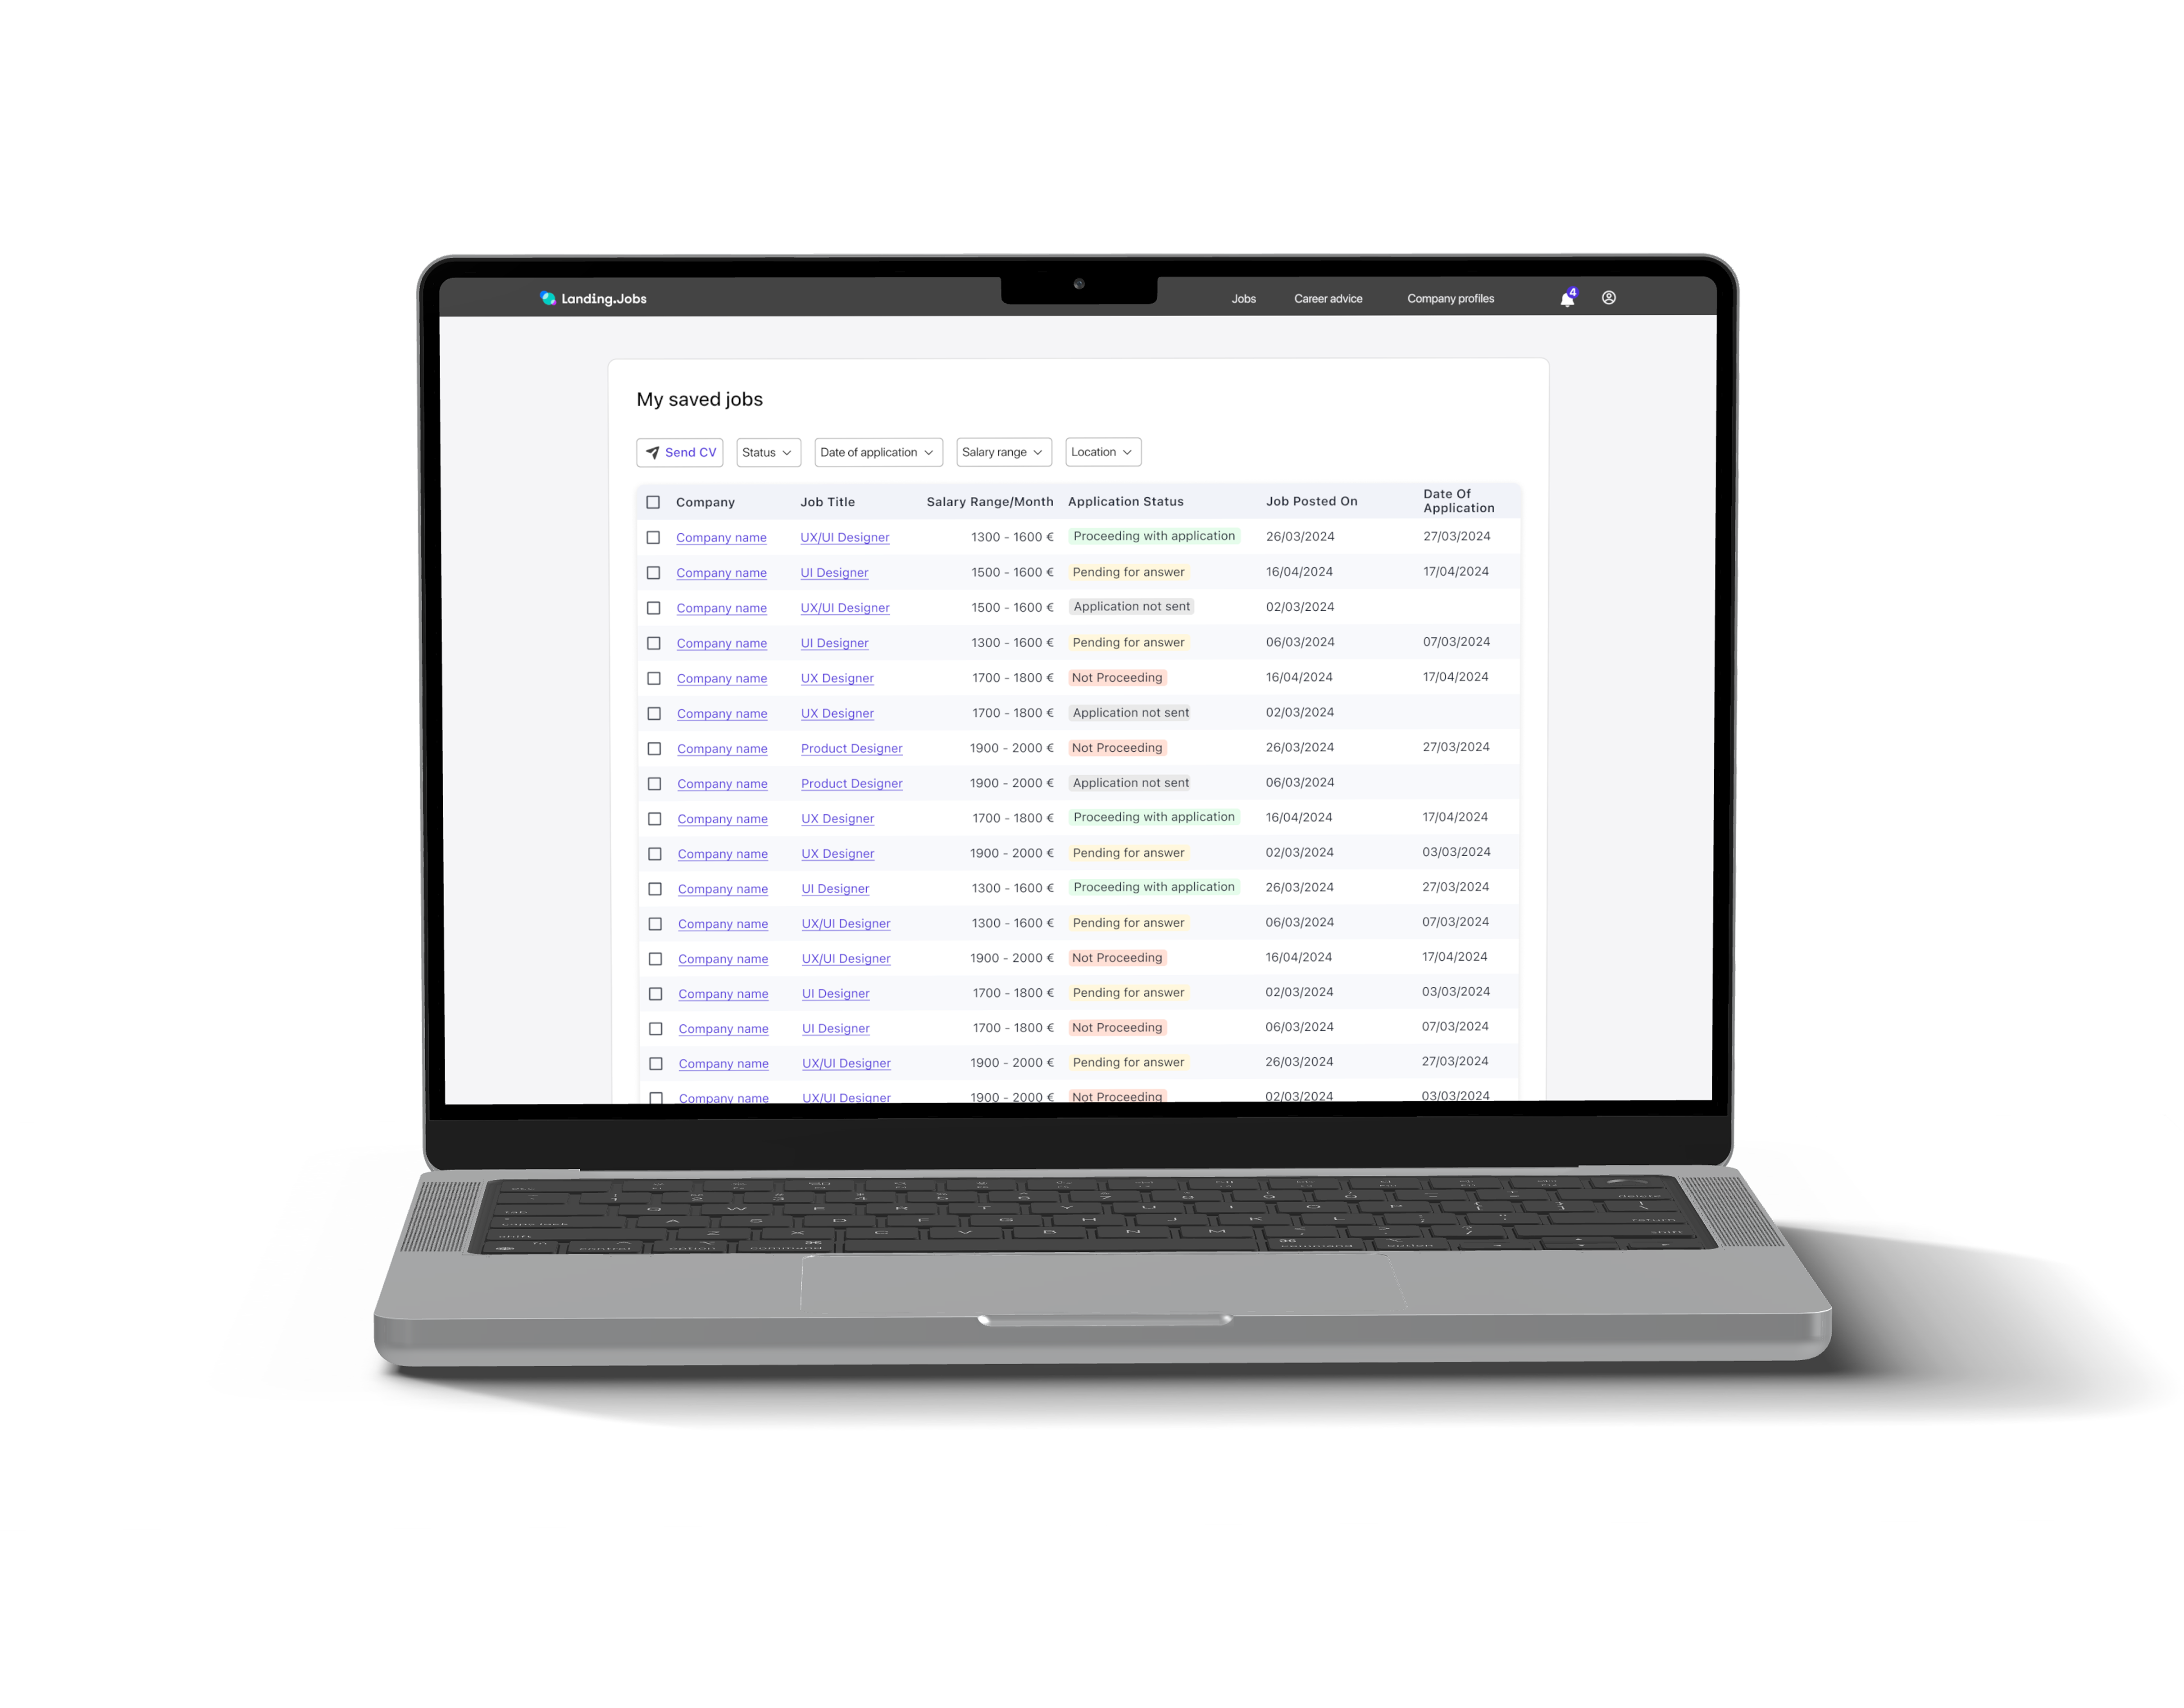 Landing.Jobs Jobs Career advice Company profiles 4
My saved jobs
Send CV Status Date of application Salary range Location
Company Job Title Salary Range/Month Application Status Job Posted On Date Of Application
Company name UX/UI Designer 1300 - 1600 € Proceeding with application 26/03/2024 27/03/2024
Company name UI Designer 1500 - 1600 € Pending for answer 16/04/2024 17/04/2024
Company name UX/UI Designer 1500 - 1600 € Application not sent 02/03/2024
Company name UI Designer 1300 - 1600 € Pending for answer 06/03/2024 07/03/2024
Company name UX Designer 1700 - 1800 € Not Proceeding 16/04/2024 17/04/2024
Company name UX Designer 1700 - 1800 € Application not sent 02/03/2024
Company name Product Designer 1900 - 2000 € Not Proceeding 26/03/2024 27/03/2024
Company name Product Designer 1900 - 2000 € Application not sent 06/03/2024
Company name UX Designer 1700 - 1800 € Proceeding with application 16/04/2024 17/04/2024
Company name UX Designer 1900 - 2000 € Pending for answer 02/03/2024 03/03/2024
Company name UI Designer 1300 - 1600 € Proceeding with application 26/03/2024 27/03/2024
Company name UX/UI Designer 1300 - 1600 € Pending for answer 06/03/2024 07/03/2024
Company name UX/UI Designer 1900 - 2000 € Not Proceeding 16/04/2024 17/04/2024
Company name UI Designer 1700 - 1800 € Pending for answer 02/03/2024 03/03/2024
Company name UI Designer 1700 - 1800 € Not Proceeding 06/03/2024 07/03/2024
Company name UX/UI Designer 1900 - 2000 € Pending for answer 26/03/2024 27/03/2024
Company name UX/UI Designer 1900 - 2000 € Not Proceeding 02/03/2024 03/03/2024
delete
tab Q W E R T Y U I O P
caps lock A S D F G H J K L return
shift Z X C V B N M shift
fn control option command command option